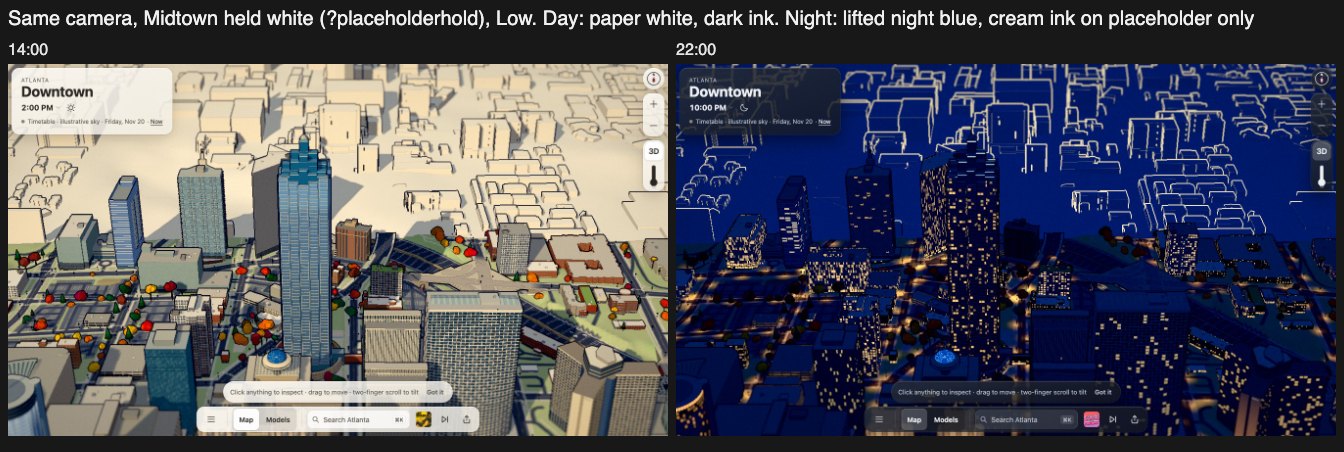 Same camera, Midtown held white (?placeholderhold), Low. Day: paper white, dark ink. Night: lifted night blue, cream ink on placeholder only
14:00
22:00
ATLANTA
Downtown
2:00 PM
Timetable · Illustrative sky · Friday, Nov 20 · Now
3D
Click anything to inspect · drag to move · two-finger scroll to tilt Got it
Map Models Search Atlanta ⌘K
ATLANTA
Downtown
10:00 PM
Timetable · Illustrative sky · Friday, Nov 20 · Now
3D
Click anything to inspect · drag to move · two-finger scroll to tilt Got it
Map Models Search Atlanta ⌘K